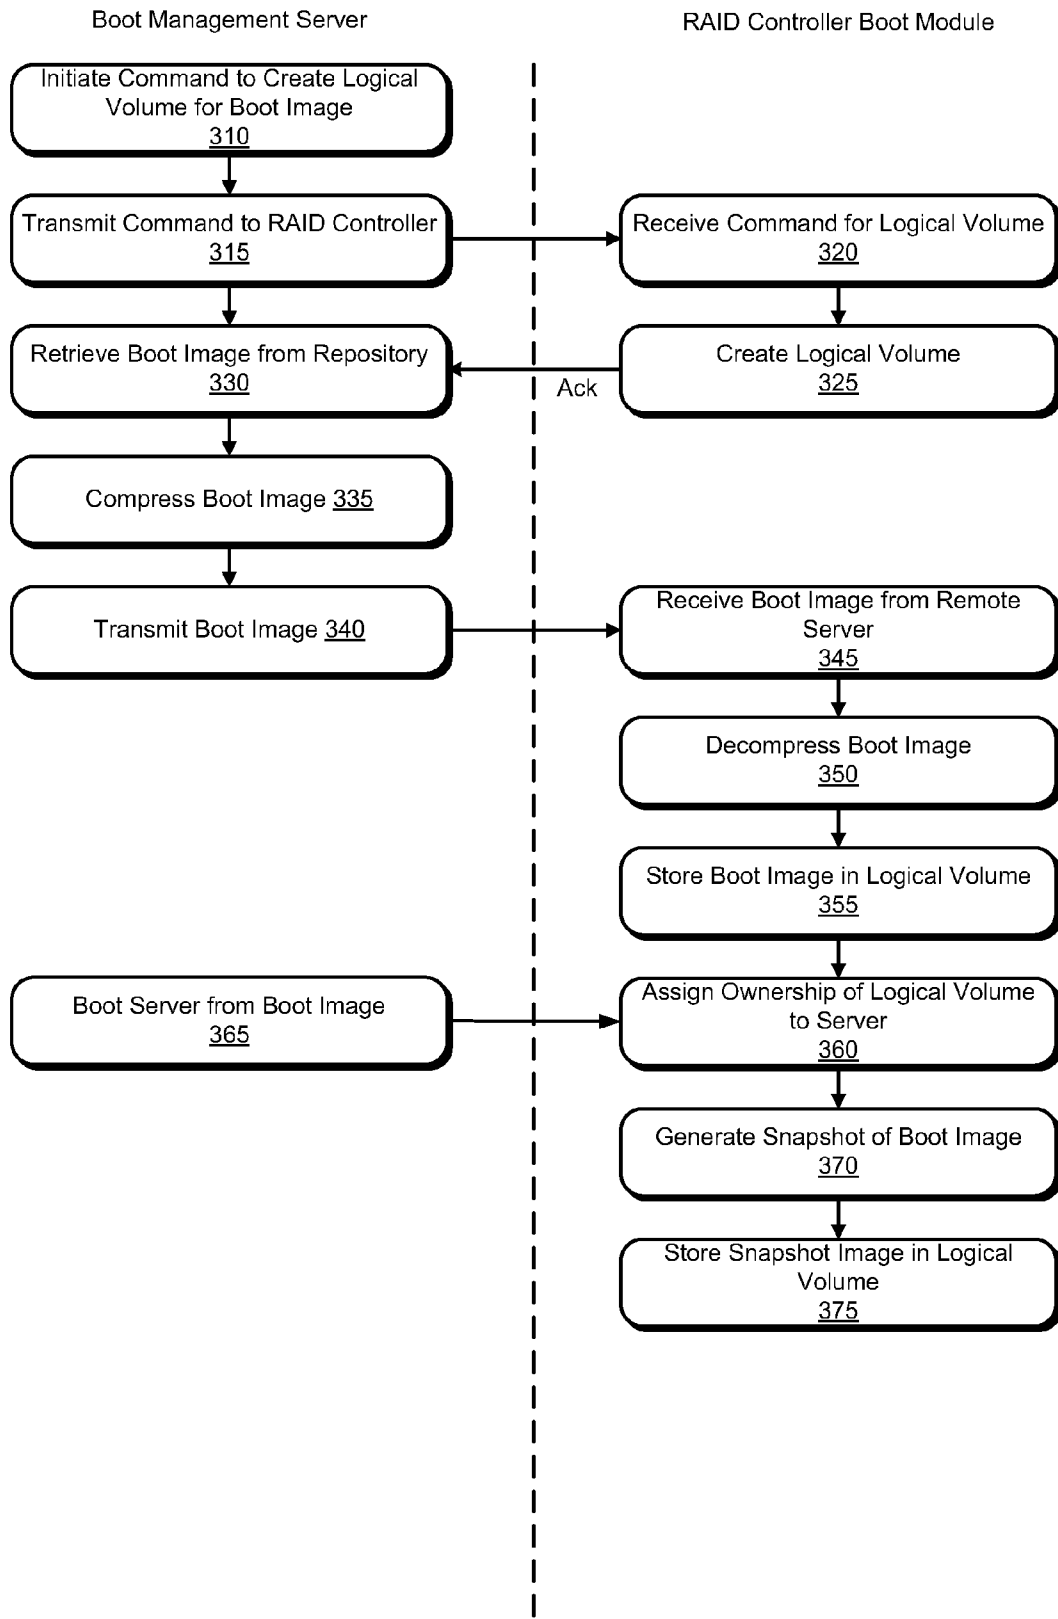 Boot Management Server
RAID Controller Boot Module
Initiate Command to Create Logical
Volume for Boot Image
310
Transmit Command to RAID Controller
315
Receive Command for Logical Volume
320
Retrieve Boot Image from Repository
330
Create Logical Volume
325
Ack
Compress Boot Image 335
Transmit Boot Image 340
Receive Boot Image from Remote
Server
345
Decompress Boot Image
350
Store Boot Image in Logical Volume
355
Boot Server from Boot Image
365
Assign Ownership of Logical Volume
to Server
360
Generate Snapshot of Boot Image
370
Store Snapshot Image in Logical
Volume
375